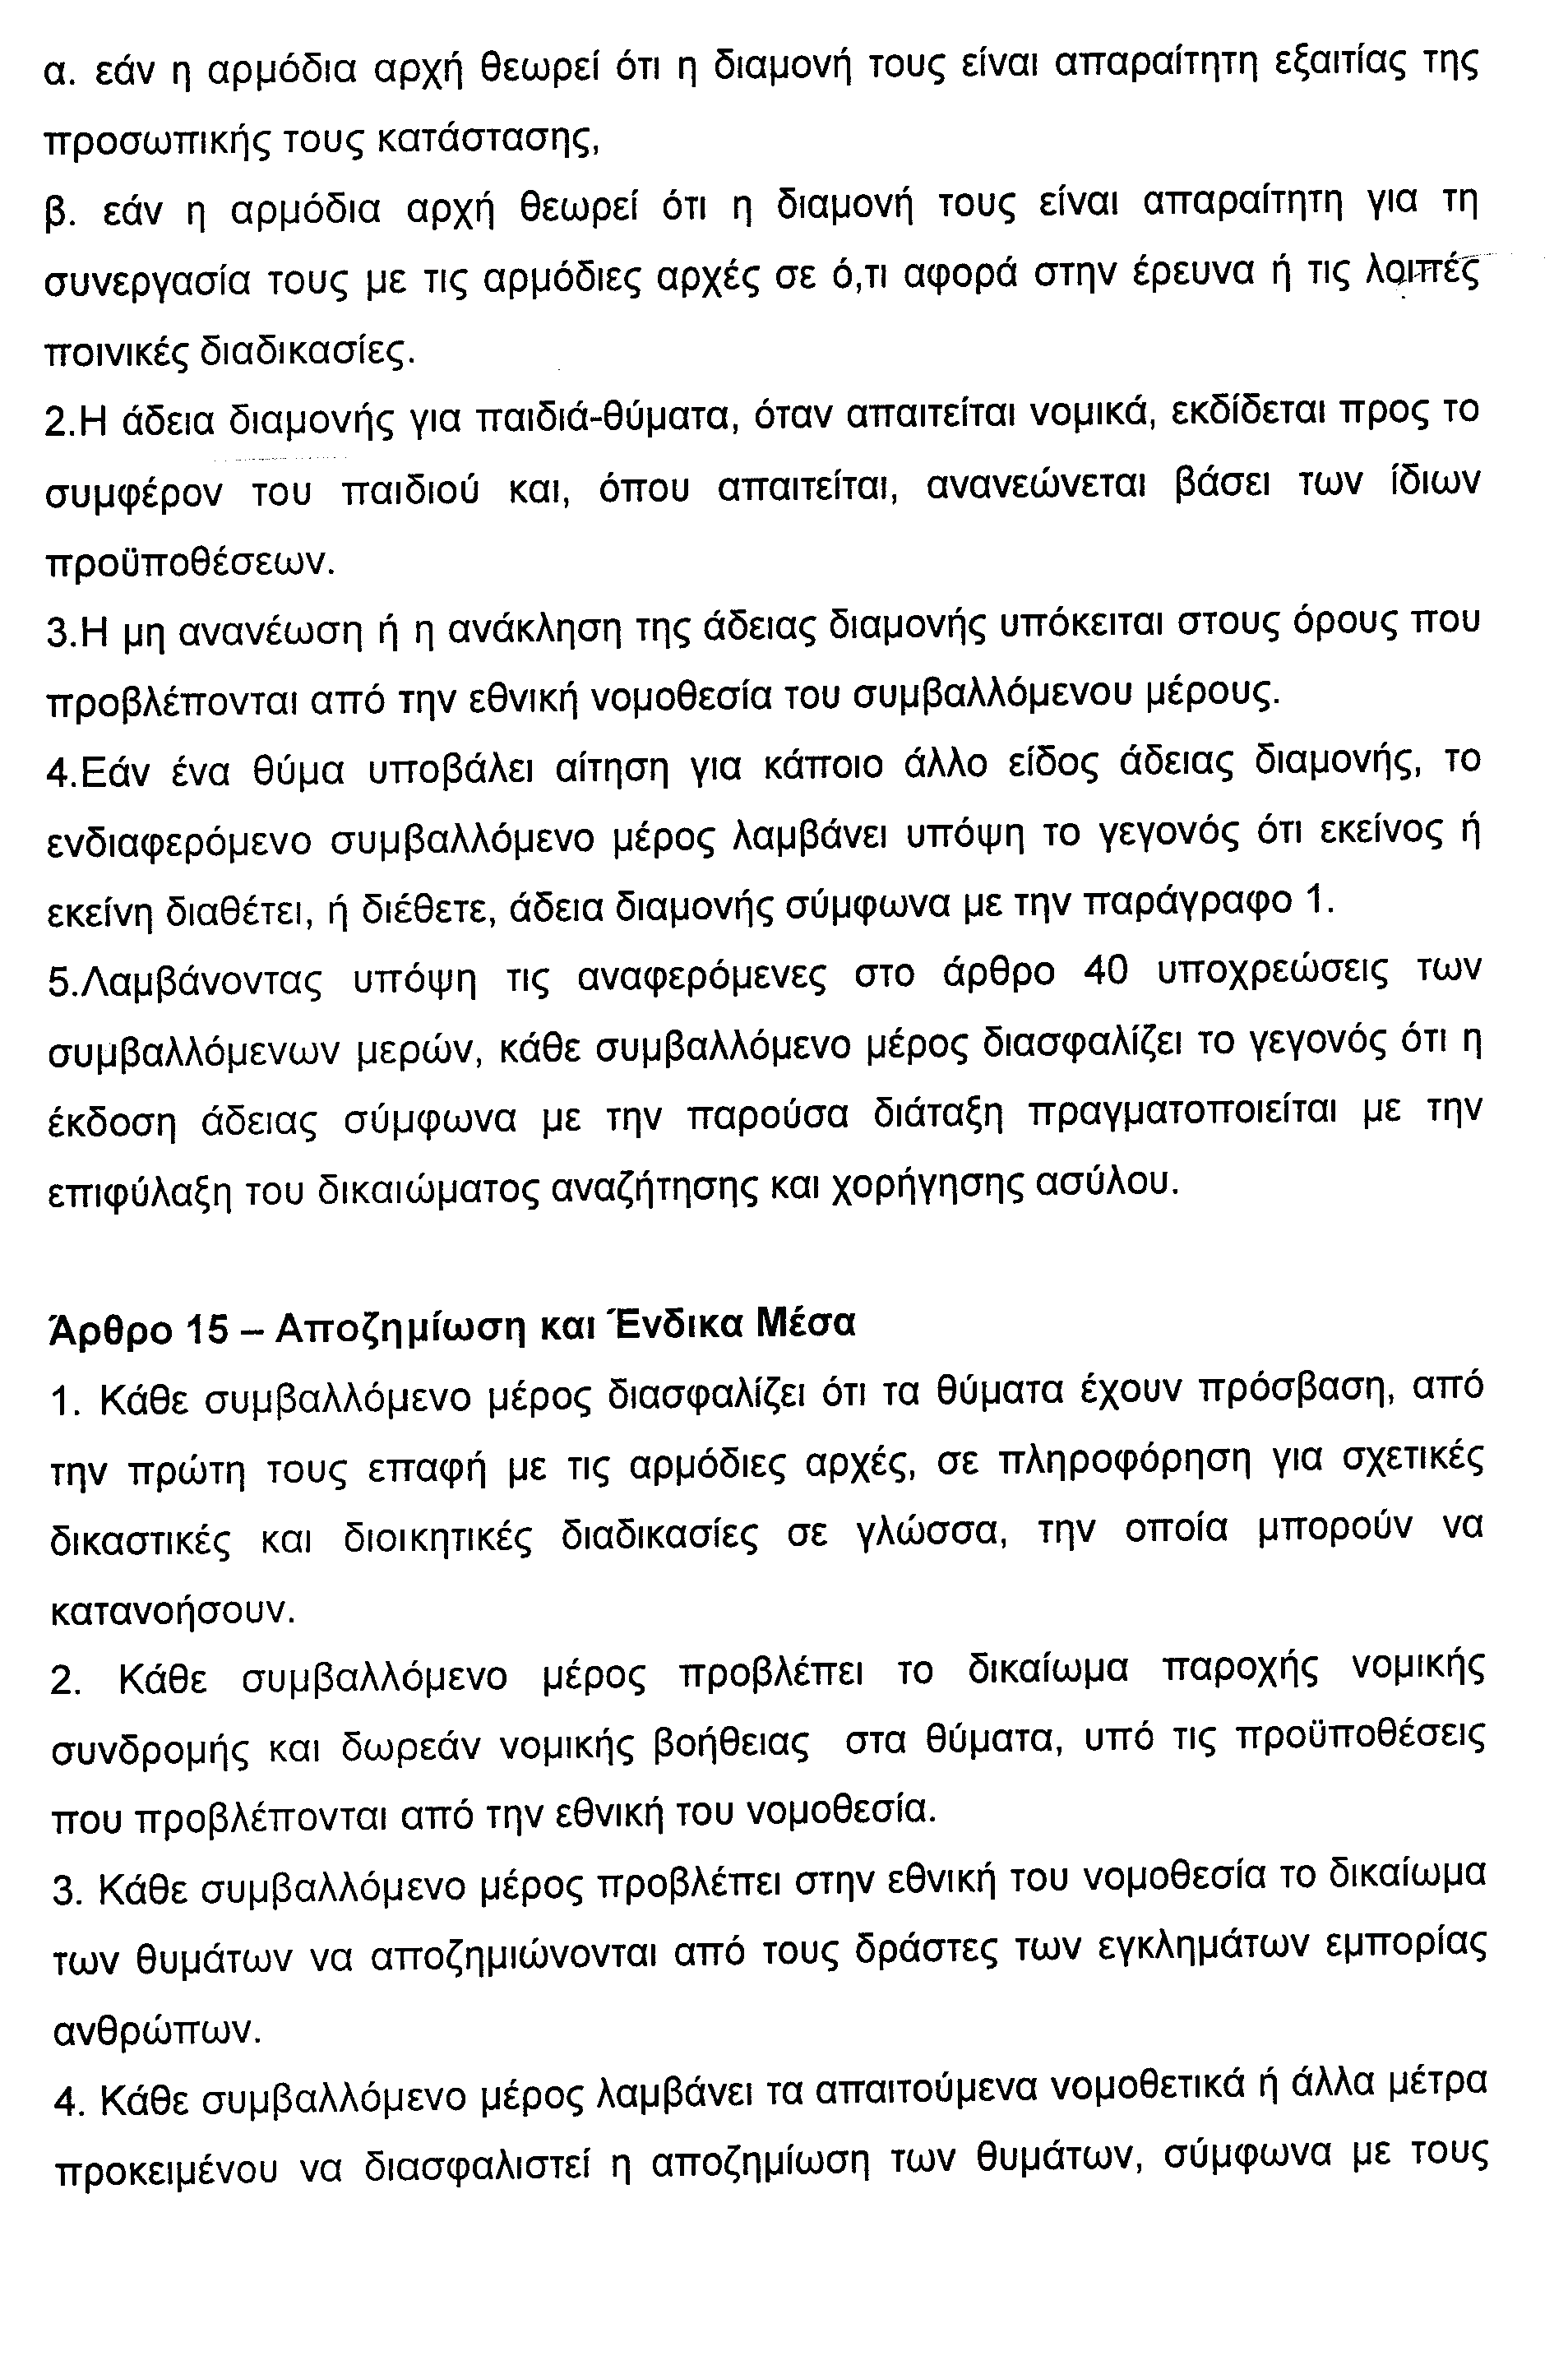 α. εάν η αρμόδια αρχή θεωρεί ότι η διαμονή τους είναι απαραίτητη εξαιτίας της
προσωπικής τους κατάστασης,
β. εάν η αρμόδια αρχή θεωρεί ότι η διαμονή τους είναι απαραίτητη για τη
συνεργασία τους με τις αρμόδιες αρχές σε ό,τι αφορά στην έρευνα ή τις λοιπές
ποινικές διαδικασίες.
2.Η άδεια διαμονής για παιδιά-θύματα, όταν απαιτείται νομικά, εκδίδεται προς το
συμφέρον του παιδιού και, όπου απαιτείται, ανανεώνεται βάσει των ίδιων
προϋποθέσεων.
3.Η μη ανανέωση ή η ανάκληση της άδειας διαμονής υπόκειται στους όρους που
προβλέπονται από την εθνική νομοθεσία του συμβαλλόμενου μέρους.
4.Εάν ένα θύμα υποβάλει αίτηση για κάποιο άλλο είδος άδειας διαμονής, το
ενδιαφερόμενο συμβαλλόμενο μέρος λαμβάνει υπόψη το γεγονός ότι εκείνος ή
εκείνη διαθέτει, ή διέθετε, άδεια διαμονής σύμφωνα με την παράγραφο 1.
5.Λαμβάνοντας υπόψη τις αναφερόμενες στο άρθρο 40 υποχρεώσεις των
συμβαλλόμενων μερών, κάθε συμβαλλόμενο μέρος διασφαλίζει το γεγονός ότι η
έκδοση άδειας σύμφωνα με την παρούσα διάταξη πραγματοποιείται με την
επιφύλαξη του δικαιώματος αναζήτησης και χορήγησης ασύλου.
Άρθρο 15 – Αποζημίωση και Ένδικα Μέσα
1. Κάθε συμβαλλόμενο μέρος διασφαλίζει ότι τα θύματα έχουν πρόσβαση, από
την πρώτη τους επαφή με τις αρμόδιες αρχές, σε πληροφόρηση για σχετικές
δικαστικές και διοικητικές διαδικασίες σε γλώσσα, την οποία μπορούν να
κατανοήσουν.
2. Κάθε συμβαλλόμενο μέρος προβλέπει το δικαίωμα παροχής νομικής
συνδρομής και δωρεάν νομικής βοήθειας στα θύματα, υπό τις προϋποθέσεις
που προβλέπονται από την εθνική του νομοθεσία.
3. Κάθε συμβαλλόμενο μέρος προβλέπει στην εθνική του νομοθεσία το δικαίωμα
των θυμάτων να αποζημιώνονται από τους δράστες των εγκλημάτων εμπορίας
ανθρώπων.
4. Κάθε συμβαλλόμενο μέρος λαμβάνει τα απαιτούμενα νομοθετικά ή άλλα μέτρα
προκειμένου να διασφαλιστεί η αποζημίωση των θυμάτων, σύμφωνα με τους